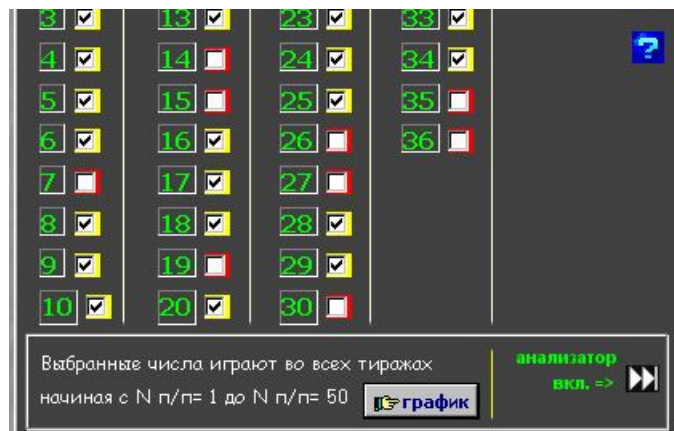 3 13 23 33
4 14 24 34 ?
5 15 25 35
6 16 26 36
7 17 27
8 18 28
9 19 29
10 20 30
Выбранные числа играют во всех тиражах
начиная с N п/п= 1 до N п/п= 50 график
анализатор
вкл. =>